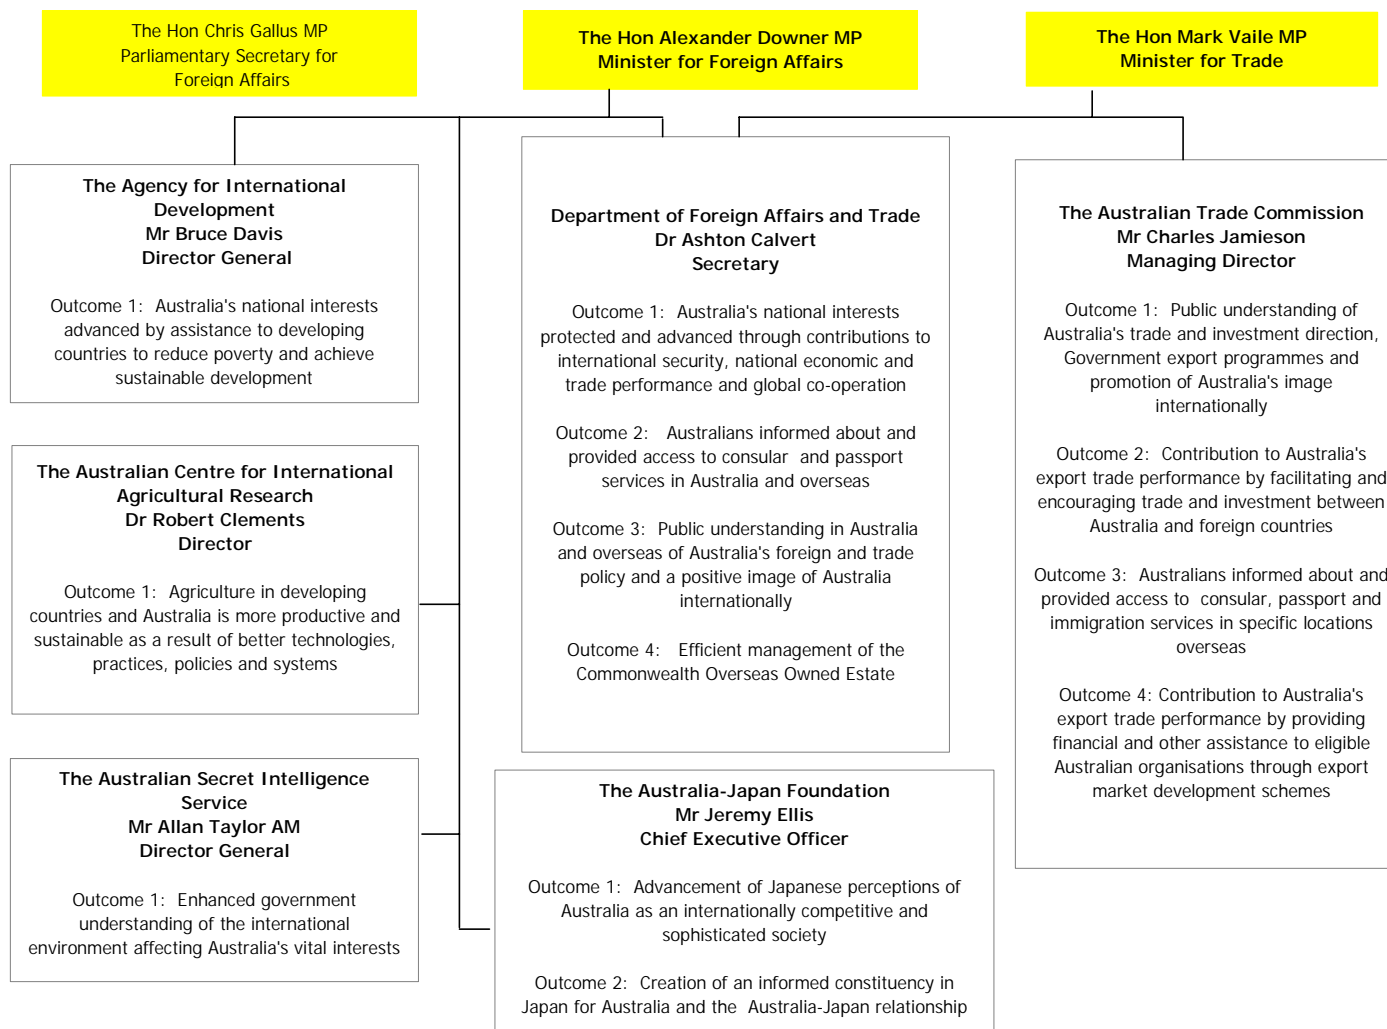 The Hon Chris Gallus MP
Parliamentary Secretary for
Foreign Affairs
The Hon Alexander Downer MP
Minister for Foreign Affairs
The Hon Mark Vaile MP
Minister for Trade
The Agency for International
Development
Mr Bruce Davis
Director General
Outcome 1: Australia's national interests
advanced by assistance to developing
countries to reduce poverty and achieve
sustainable development
Department of Foreign Affairs and Trade
Dr Ashton Calvert
Secretary
Outcome 1: Australia's national interests
protected and advanced through contributions to
international security, national economic and
trade performance and global co-operation
Outcome 2: Australians informed about and
provided access to consular and passport
services in Australia and overseas
Outcome 3: Public understanding in Australia
and overseas of Australia's foreign and trade
policy and a positive image of Australia
internationally
Outcome 4: Efficient management of the
Commonwealth Overseas Owned Estate
The Australian Trade Commission
Mr Charles Jamieson
Managing Director
Outcome 1: Public understanding of
Australia's trade and investment direction,
Government export programmes and
promotion of Australia's image
internationally
Outcome 2: Contribution to Australia's
export trade performance by facilitating and
encouraging trade and investment between
Australia and foreign countries
Outcome 3: Australians informed about and
provided access to consular, passport and
immigration services in specific locations
overseas
Outcome 4: Contribution to Australia's
export trade performance by providing
financial and other assistance to eligible
Australian organisations through export
market development schemes
The Australian Centre for International
Agricultural Research
Dr Robert Clements
Director
Outcome 1: Agriculture in developing
countries and Australia is more productive and
sustainable as a result of better technologies,
practices, policies and systems
The Australian Secret Intelligence
Service
Mr Allan Taylor AM
Director General
Outcome 1: Enhanced government
understanding of the international
environment affecting Australia's vital interests
The Australia-Japan Foundation
Mr Jeremy Ellis
Chief Executive Officer
Outcome 1: Advancement of Japanese perceptions of
Australia as an internationally competitive and
sophisticated society
Outcome 2: Creation of an informed constituency in
Japan for Australia and the Australia-Japan relationship